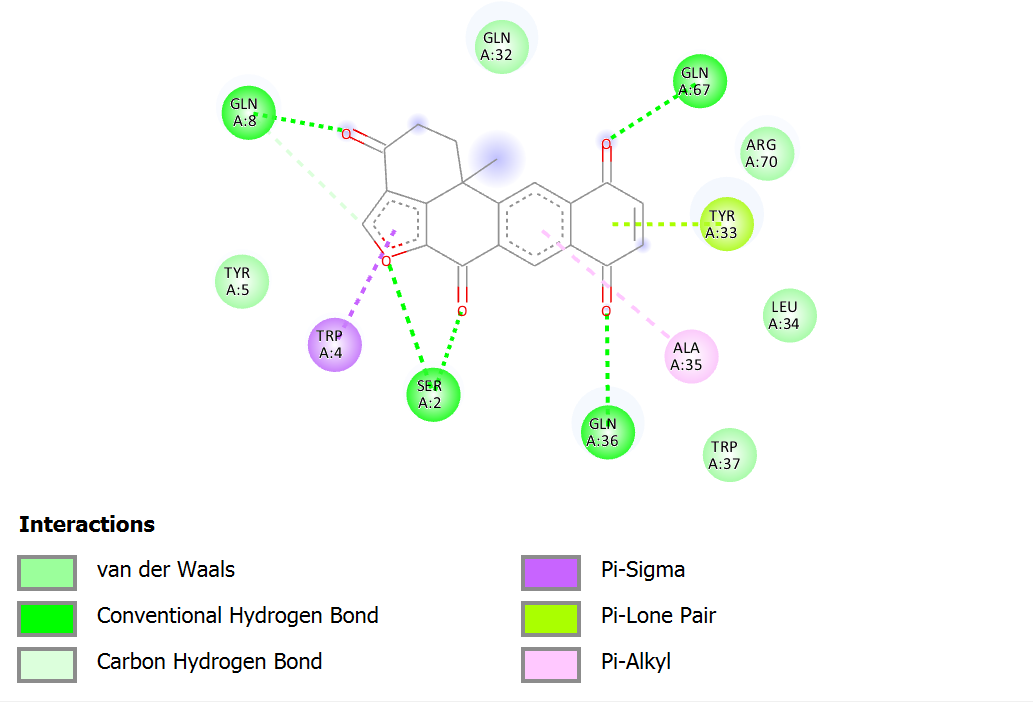 GLN
A:32
GLN
A:67
GLN
A:8
O
O
ARG
A:70
TYR
A:33
O
TYR
A:5
O
O
LEU
A:34
TRP
A:4
ALA
A:35
SER
A:2
GLN
A:36
TRP
A:37
Interactions
van der Waals
Conventional Hydrogen Bond
Carbon Hydrogen Bond
Pi-Sigma
Pi-Lone Pair
Pi-Alkyl